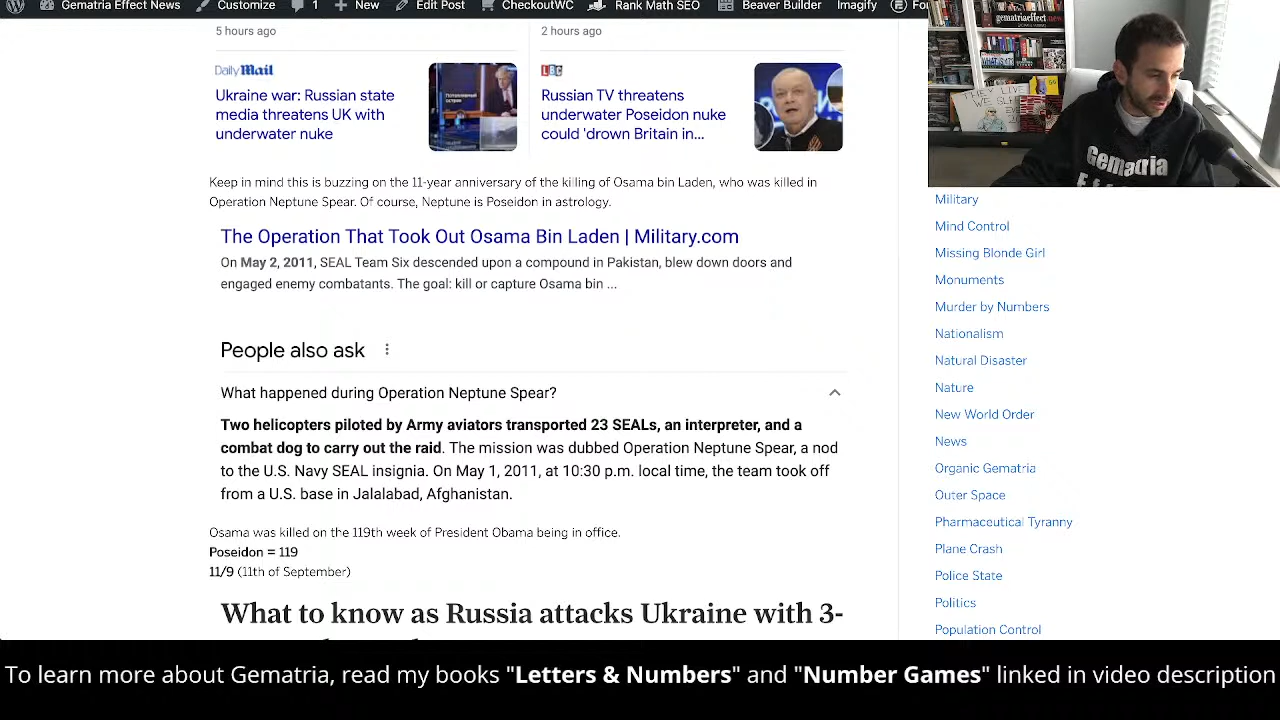 Gematria Effect News Customize 1 New Edit Post CheckoutWC Rank Math SEO Beaver Builder Imagify
5 hours ago
2 hours ago
Daily Mail
Ukraine war: Russian state
media threatens UK with
underwater nuke
LBC
Russian TV threatens
underwater Poseidon nuke
could 'drown Britain in...
gematriaeffect.news
Gematria
Keep in mind this is buzzing on the 11-year anniversary of the killing of Osama bin Laden, who was killed in
Operation Neptune Spear. Of course, Neptune is Poseidon in astrology.
The Operation That Took Out Osama Bin Laden | Military.com
On May 2, 2011, SEAL Team Six descended upon a compound in Pakistan, blew down doors and
engaged enemy combatants. The goal: kill or capture Osama bin ...
People also ask
What happened during Operation Neptune Spear?
Two helicopters piloted by Army aviators transported 23 SEALs, an interpreter, and a
combat dog to carry out the raid. The mission was dubbed Operation Neptune Spear, a nod
to the U.S. Navy SEAL insignia. On May 1, 2011, at 10:30 p.m. local time, the team took off
from a U.S. base in Jalalabad, Afghanistan.
Osama was killed on the 119th week of President Obama being in office.
Poseidon = 119
11/9 (11th of September)
What to know as Russia attacks Ukraine with 3-
Military
Mind Control
Missing Blonde Girl
Monuments
Murder by Numbers
Nationalism
Natural Disaster
Nature
New World Order
News
Organic Gematria
Outer Space
Pharmaceutical Tyranny
Plane Crash
Police State
Politics
Population Control
To learn more about Gematria, read my books "Letters & Numbers" and "Number Games" linked in video description